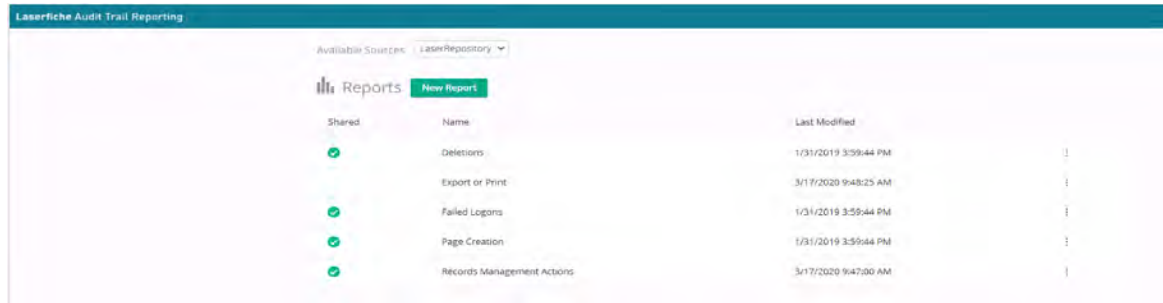 Laserfiche Audit Trail Reporting
Available Sources LaserRepository
Reports New Report
Shared Name Last Modified
Deletions 1/31/2019 3:59:44 PM
Export or Print 3/17/2020 9:48:25 AM
Failed Logons 1/31/2019 3:59:44 PM
Page Creation 1/31/2019 3:59:44 PM
Records Management Actions 3/17/2020 9:47:00 AM